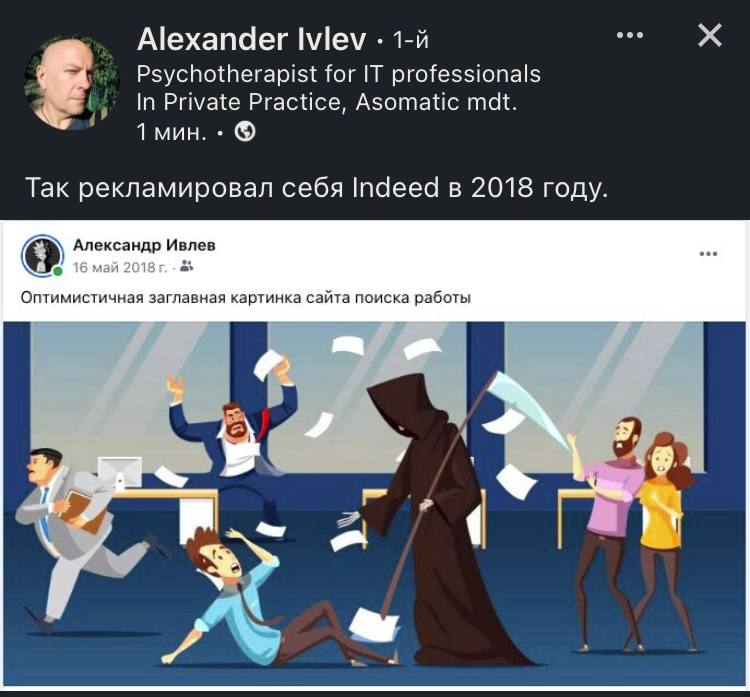 Alexander Ivlev • 1-й
Psychotherapist for IT professionals
In Private Practice, Asomatic mdt.
1 мин. •
Так рекламировал себя Indeed в 2018 году.
Александр Ивлев
16 май 2018 г. ·
Оптимистичная заглавная картинка сайта поиска работы